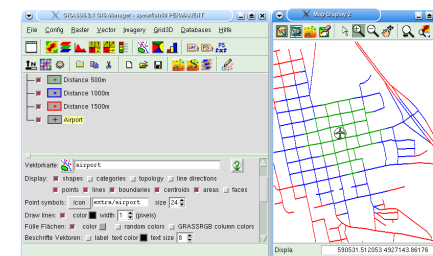 GRASS6.2.1 GIS Manager - spearfish60 PERMANENT
Map Display 2
File Config Raster Vector Imagery Grid3D Databases Hilfe
Distance 500m
Distance 1000m
Distance 1500m
Airport
Vektorkarte: airport
Display: shapes categories topology line directions
points lines boundaries centroids areas faces
Point symbols: icon extra/airport size 24
Draw lines: color width 1 (pixels)
Fülle Flächen: color random colors GRASSRGB column colors
Beschrifte Vektoren: label text color text size 8
Displa 590531.512053 4927143.86176